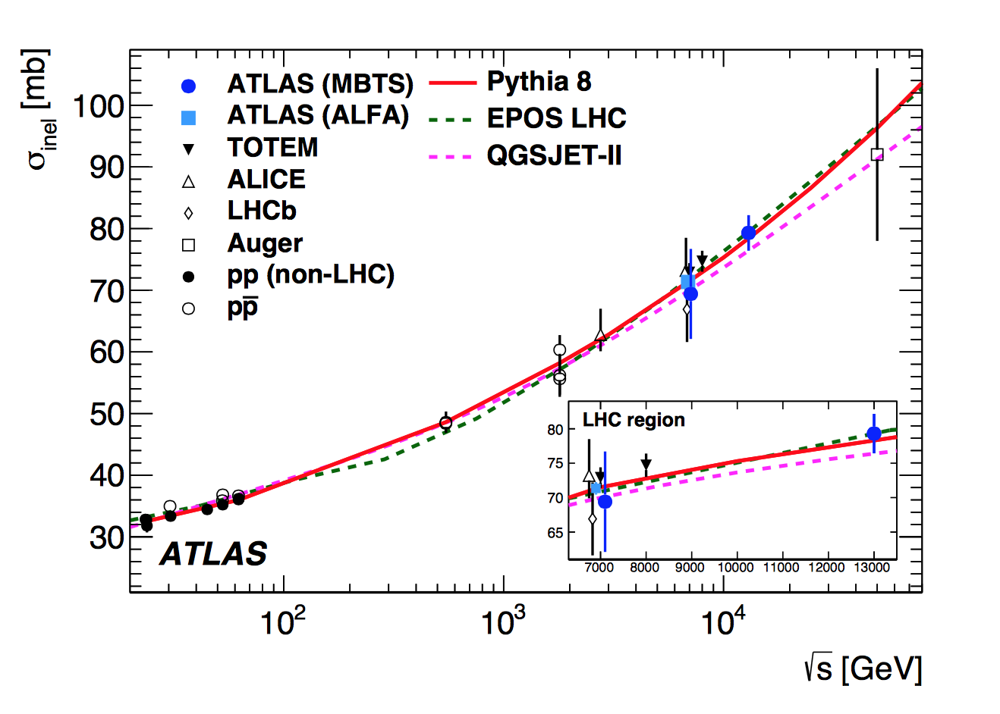 σinel [mb]
100
90
80
70
60
50
40
30
ATLAS (MBTS)
ATLAS (ALFA)
TOTEM
ALICE
LHCb
Auger
pp (non-LHC)
pp̅
Pythia 8
EPOS LHC
QGSJET-II
ATLAS
LHC region
80
75
70
65
7000 8000 9000 10000 11000 12000 13000
10² 10³ 10⁴
√s [GeV]